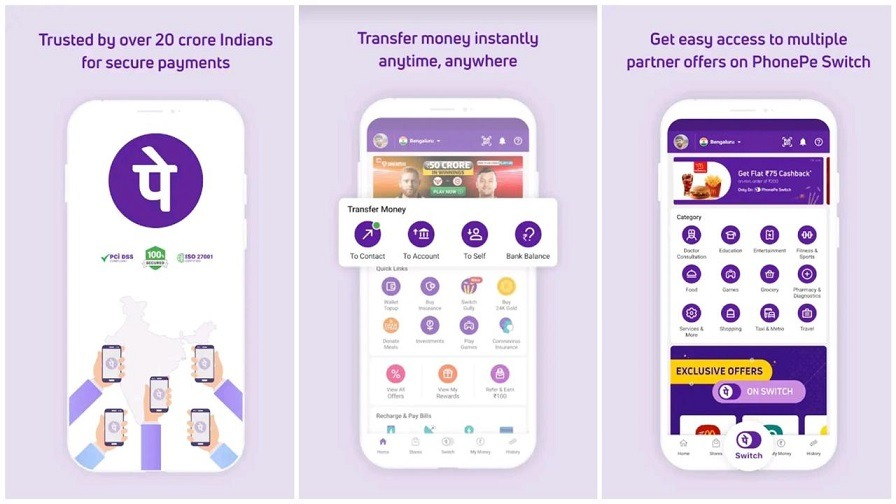 Trusted by over 20 crore Indians
for secure payments
पे
PCI DSS
100%
SECURED
ISO 27001
Transfer money instantly
anytime, anywhere
Bengaluru
₹50 CRORE
IN WINNINGS
PLAY NOW
Transfer Money
To Contact
To Account
To Self
Bank Balance
Quick Links
Wallet
Topup
Buy
Insurance
Switch
Gully
Buy
24K Gold
Donate
Meals
Investments
Play
Games
Coronavirus
Insurance
View All
Offers
View My
Rewards
Refer & Earn
₹100
Recharge & Pay Bills
Home
Stores
Switch
My Money
History
Get easy access to multiple
partner offers on PhonePe Switch
Bengaluru
Get Flat ₹75 Cashback*
Only On पे PhonePe Switch
Category
Doctor
Consultation
Education
Entertainment
Fitness &
Sports
Food
Games
Grocery
Pharmacy &
Diagnostics
Services &
More
Shopping
Taxi & Metro
Travel
EXCLUSIVE OFFERS
पे ON SWITCH
Home
Stores
पे
Switch
My Money
History